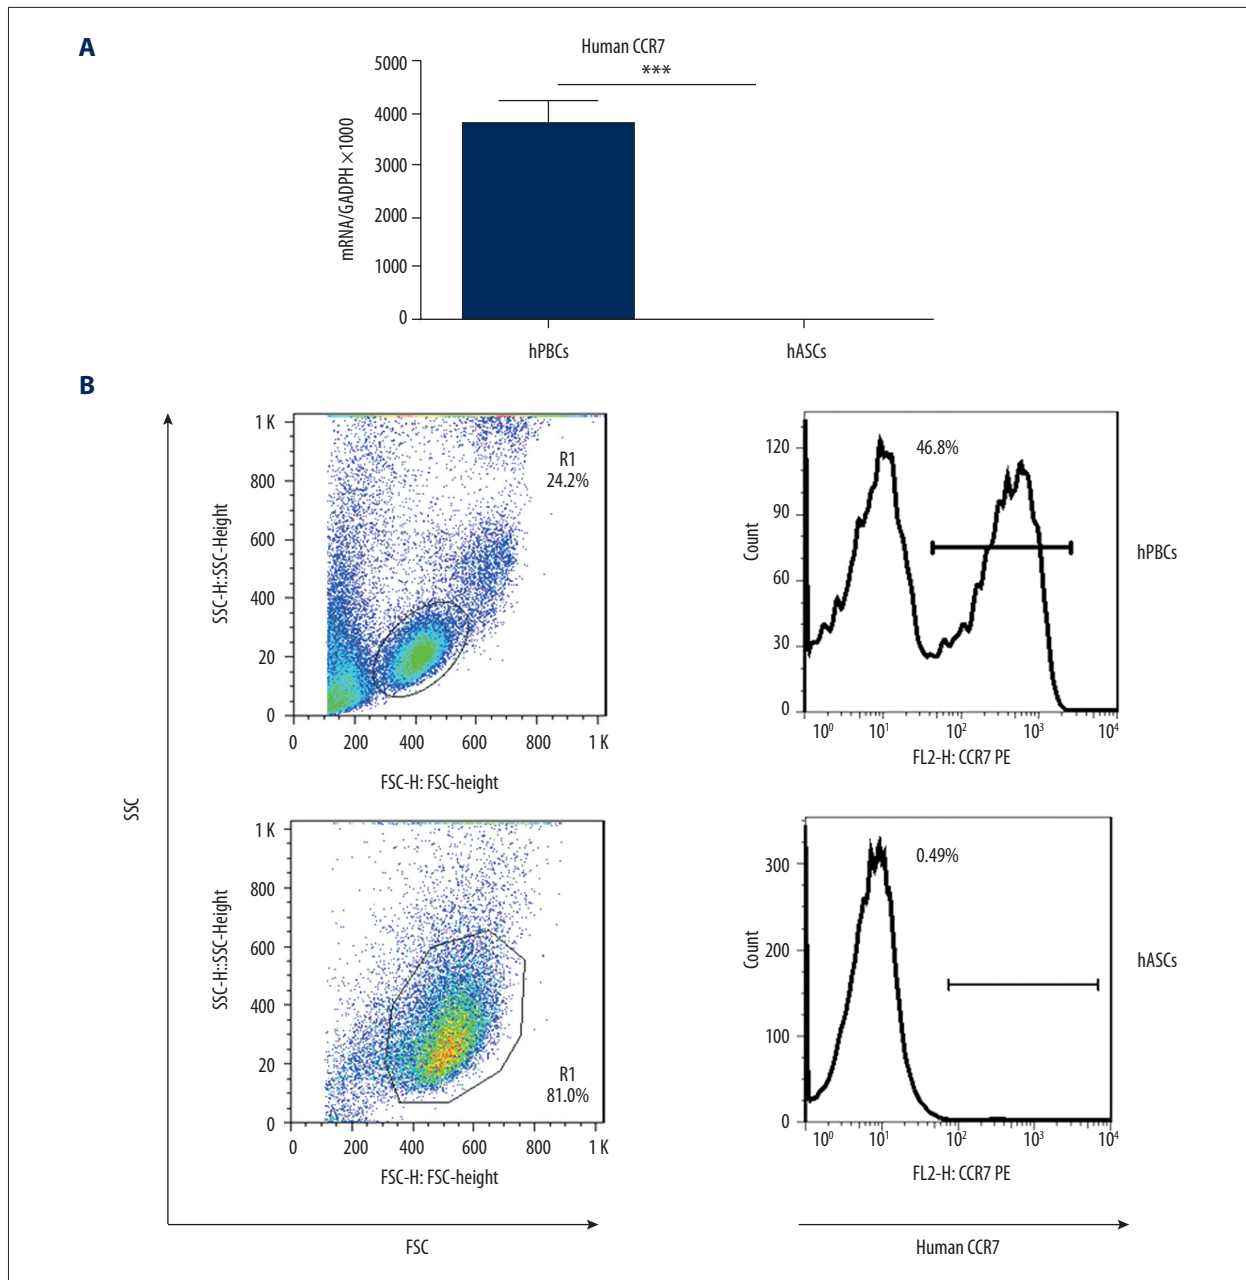 A
Human CCR7
***
5000
4000
3000
2000
1000
0
mRNA/GADPH ×1000
hPBCs
hASCs
B
SSC
1 K
800
600
400
20
0
SSC-H::SSC-Height
R1
24.2%
0
200
400
600
800
1 K
FSC-H: FSC-height
120
90
60
30
0
Count
46.8%
10⁰
10¹
10²
10³
10⁴
FL2-H: CCR7 PE
hPBCs
1 K
800
600
400
20
0
SSC-H::SSC-Height
R1
81.0%
0
200
400
600
800
1 K
FSC-H: FSC-height
300
200
100
0
Count
0.49%
10⁰
10¹
10²
10³
10⁴
FL2-H: CCR7 PE
hASCs
FSC
Human CCR7